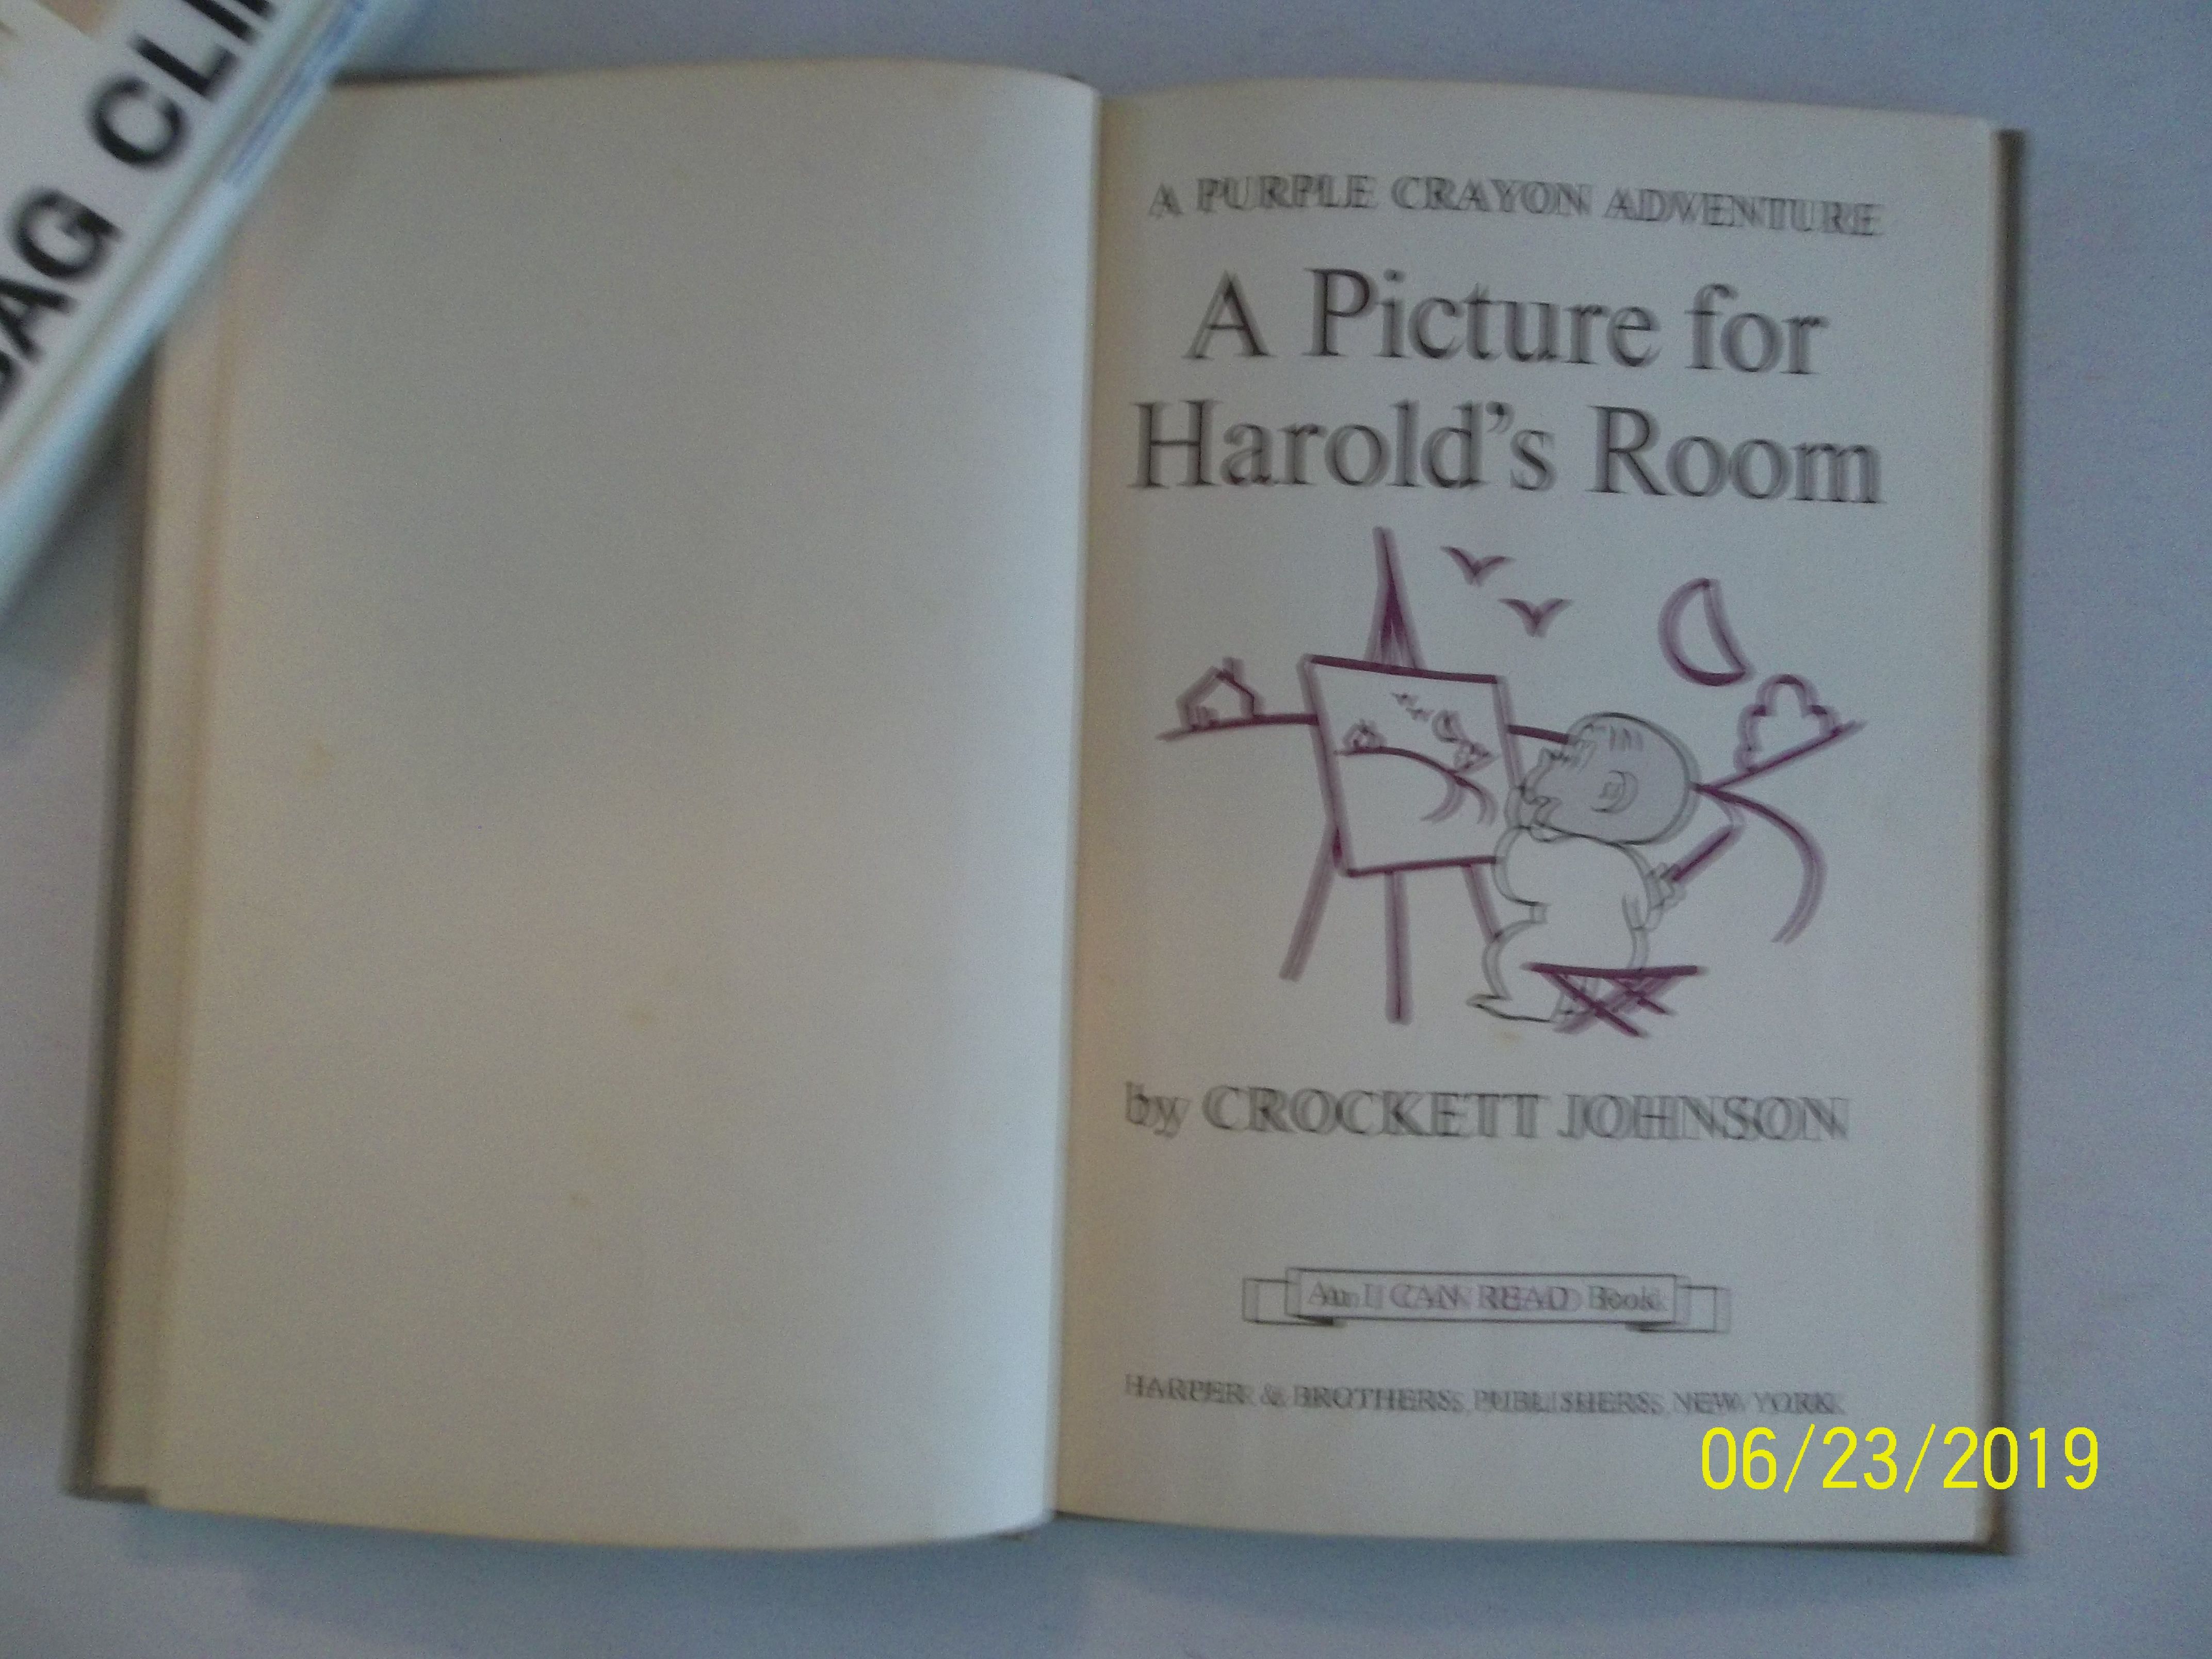 BAG CLI
A PURPLE CRAYON ADVENTURE
A Picture for
Harold's Room
by CROCKETT JOHNSON
An I CAN READ Book
HARPER & BROTHERS, PUBLISHERS, NEW YORK
06/23/2019